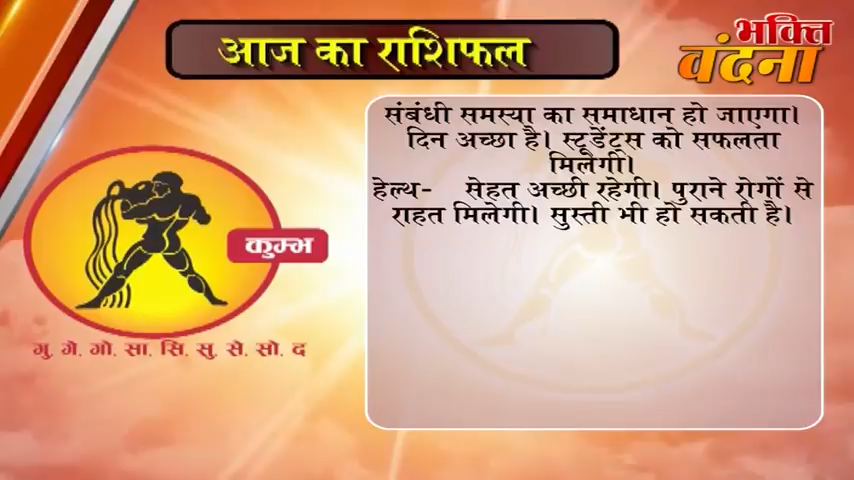 आज का राशिफल
भक्ति
वंदना
संबंधी समस्या का समाधान हो जाएगा।
दिन अच्छा है। स्टूडेंट्स को सफलता
मिलेगी।
हेल्थ- सेहत अच्छी रहेगी। पुराने रोगों से
राहत मिलेगी। सुस्ती भी हो सकती है।
कुम्भ
गु. गे. गो. सा. सि. सु. से. सो. द